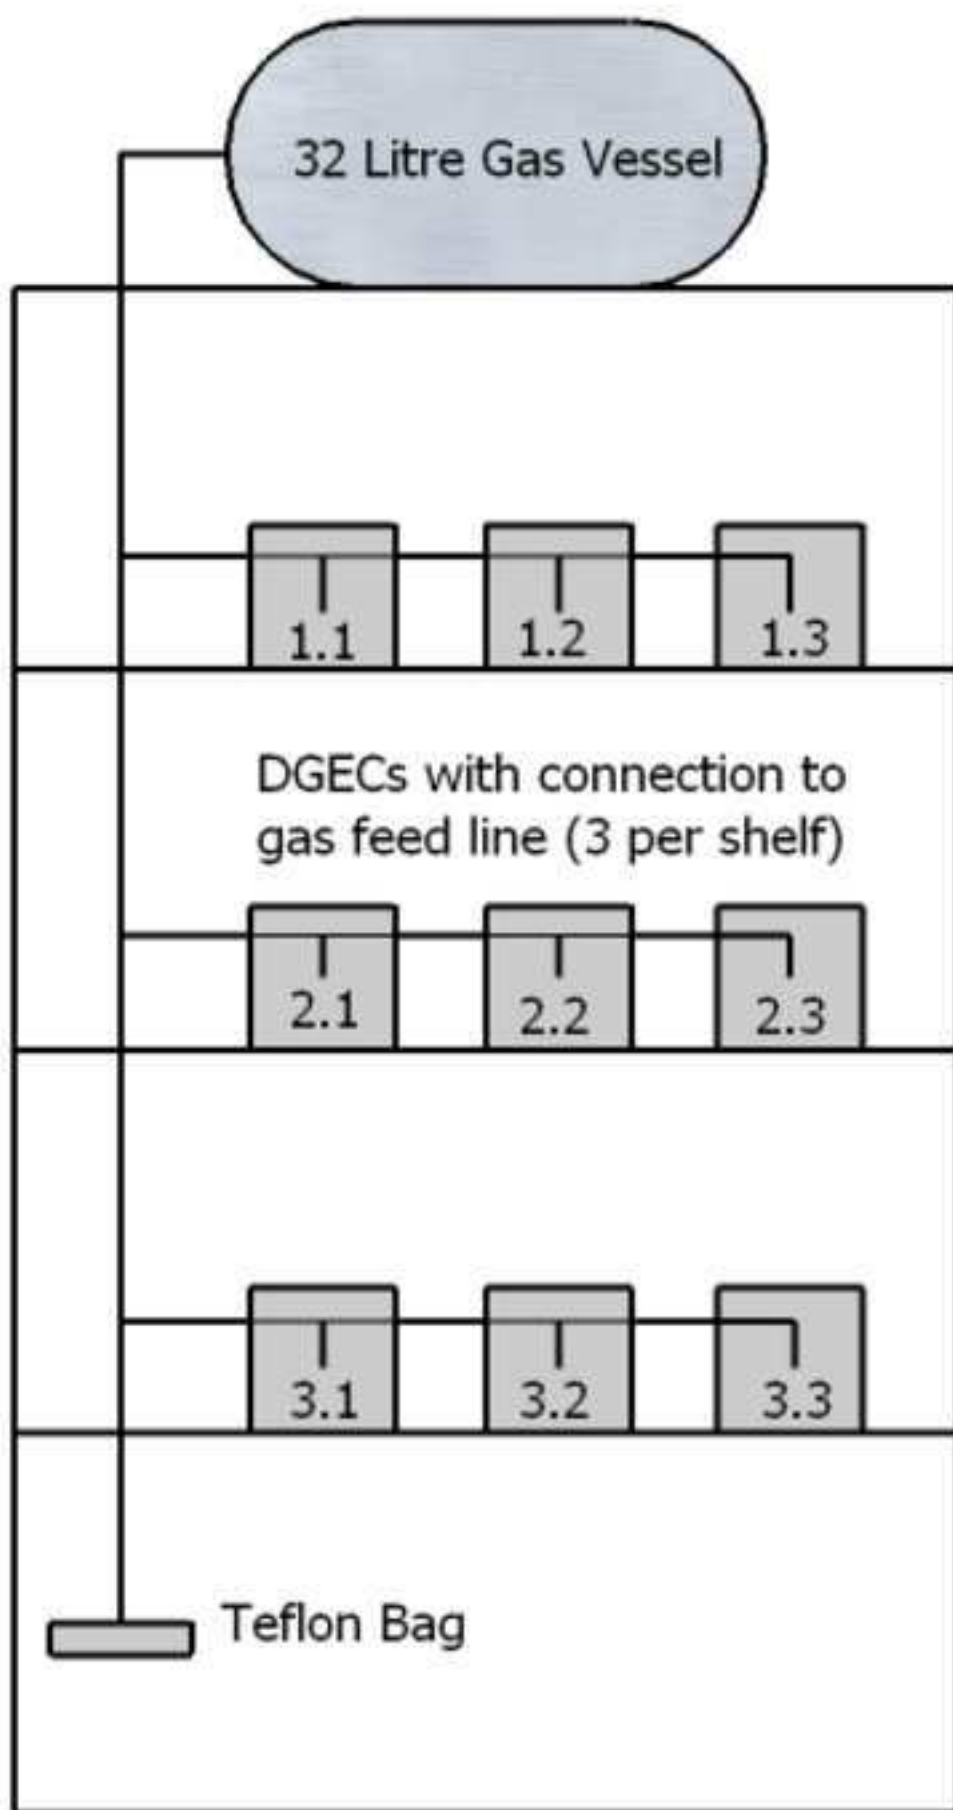 32 Litre Gas Vessel
1.1 1.2 1.3
DGECs with connection to
gas feed line (3 per shelf)
2.1 2.2 2.3
3.1 3.2 3.3
Teflon Bag